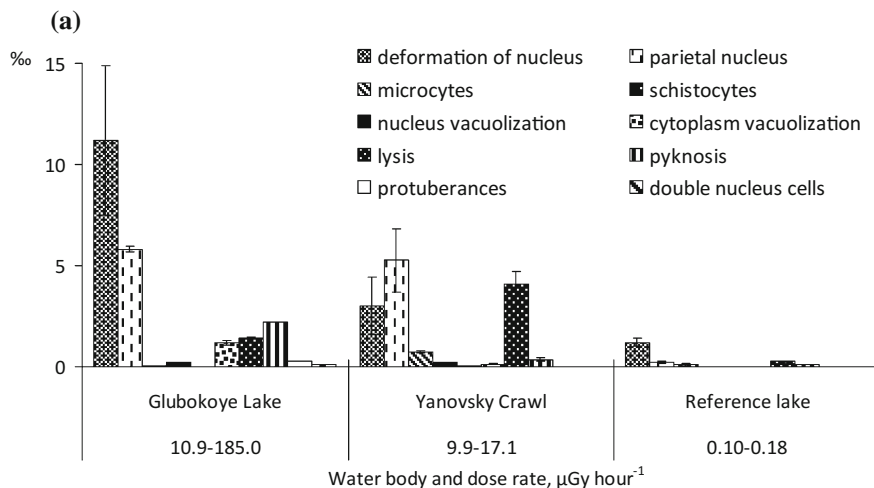 (a)
‰
15
10
5
0
deformation of nucleus
parietal nucleus
microcytes
schistocytes
nucleus vacuolization
cytoplasm vacuolization
lysis
pyknosis
protuberances
double nucleus cells
Glubokoye Lake
Yanovsky Crawl
Reference lake
10.9-185.0
9.9-17.1
0.10-0.18
Water body and dose rate, μGy hour⁻¹